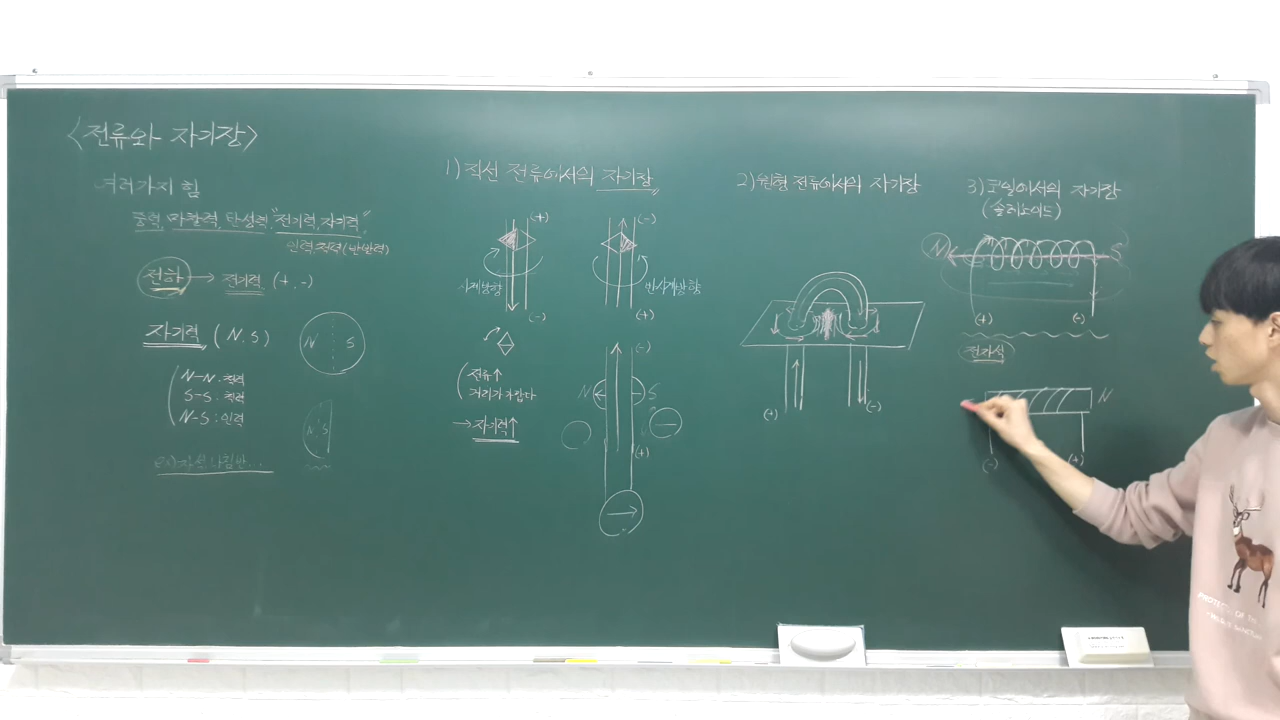 <전류와 자기장>
여러가지 힘
중력, 마찰력, 탄성력, "전기력, 자기력"
인력, 척력(반발력)
전하 → 전기력 (+, -)
자기력 (N, S)
N S
N-N : 척력
S-S : 척력
N-S : 인력
N S
ex) 자석, 나침반...
1) 직선 전류에서의 자기장
(+) (-)
시계방향 반시계방향
(-) (+)
전류↑
거리가 가깝다
→ 자기력↑
(-)
N S
(+)
2) 원형 전류에서의 자기장
(+) (-)
3) 코일에서의 자기장
(솔레노이드)
N S
(+) (-)
전자석
N
(-) (+)